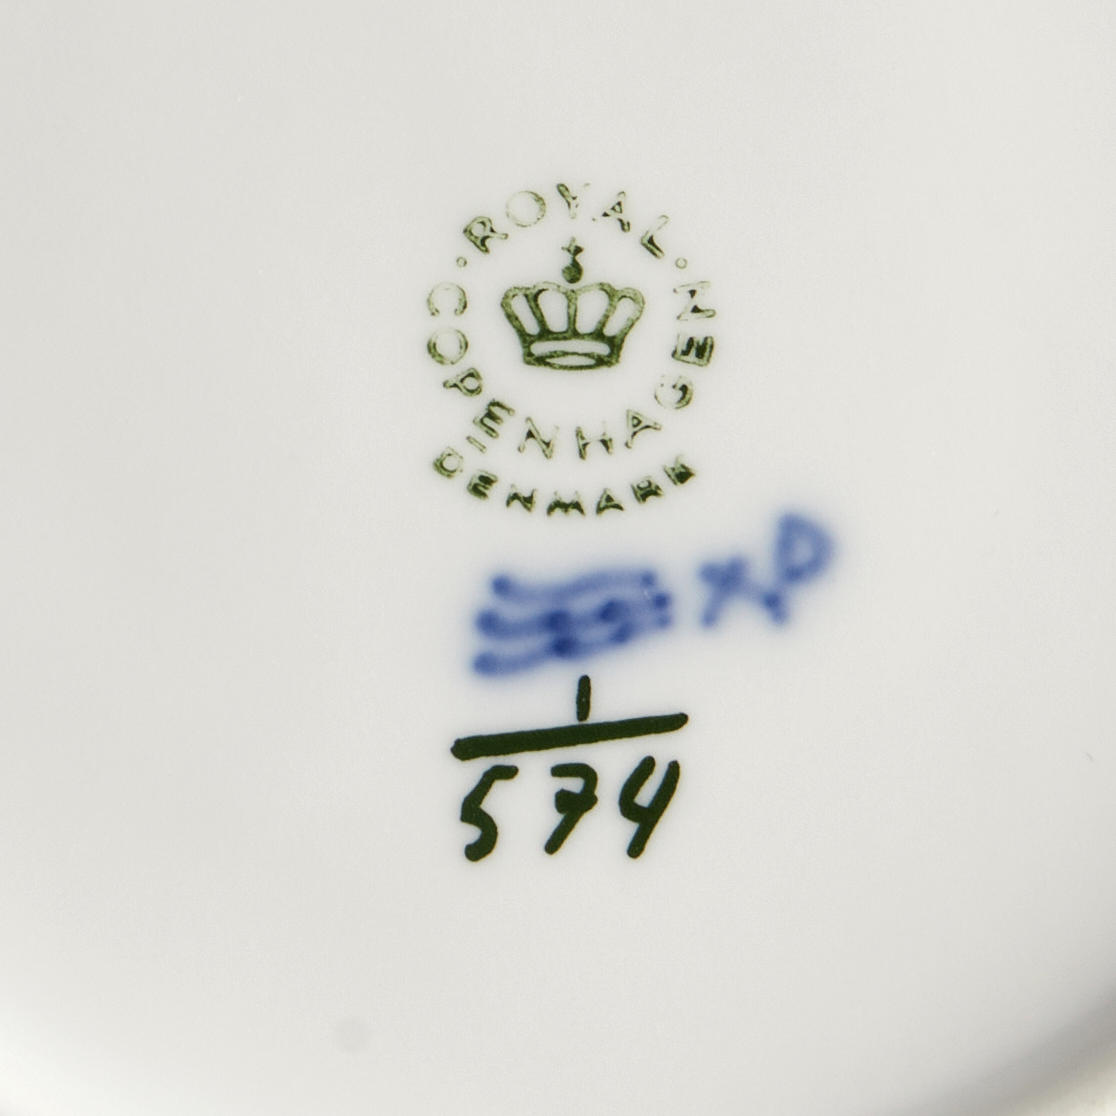 · ROYAL ·
COPENHAGEN
DENMARK
1
574